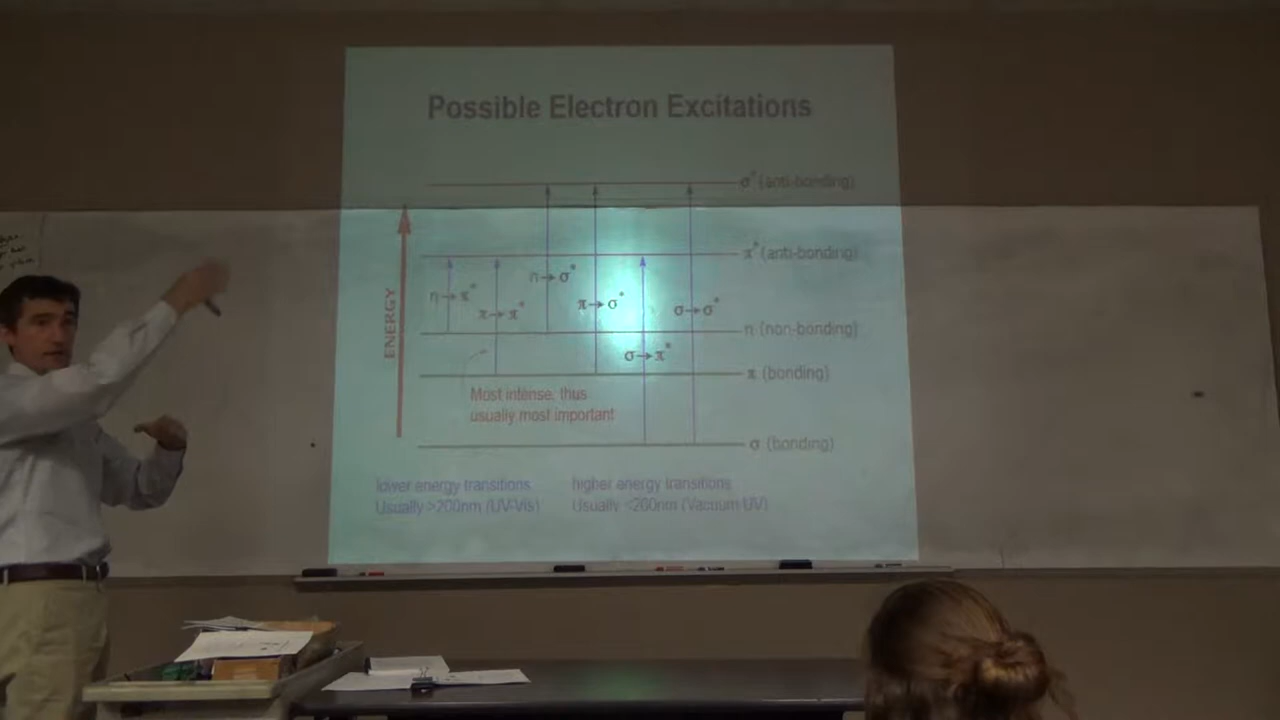 Possible Electron Excitations
σ* (anti-bonding)
π* (anti-bonding)
n→σ*
n→π*
π→π*
π→σ*
σ→σ*
ENERGY
n (non-bonding)
σ→π*
π (bonding)
Most intense, thus
usually most important
σ (bonding)
lower energy transitions
Usually >200nm (UV-Vis)
higher energy transitions
Usually <200nm (Vacuum UV)